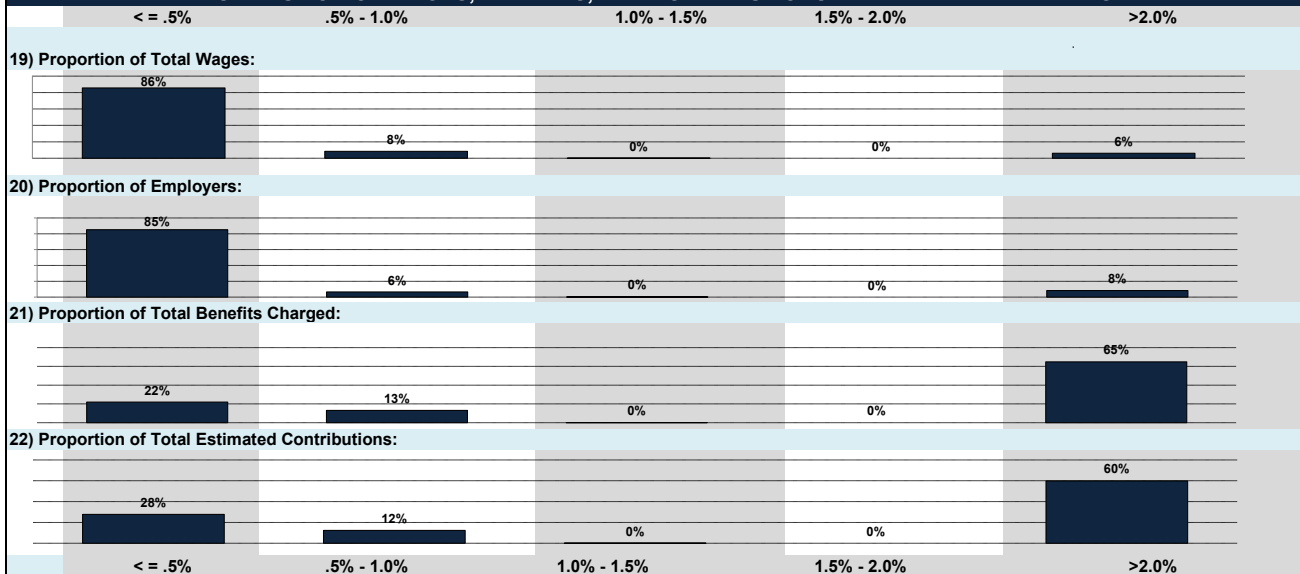 < = .5% .5% - 1.0% 1.0% - 1.5% 1.5% - 2.0% >2.0%
19) Proportion of Total Wages:
86% 8% 0% 0% 6%
20) Proportion of Employers:
85% 6% 0% 0% 8%
21) Proportion of Total Benefits Charged:
22% 13% 0% 0% 65%
22) Proportion of Total Estimated Contributions:
28% 12% 0% 0% 60%
< = .5% .5% - 1.0% 1.0% - 1.5% 1.5% - 2.0% >2.0%